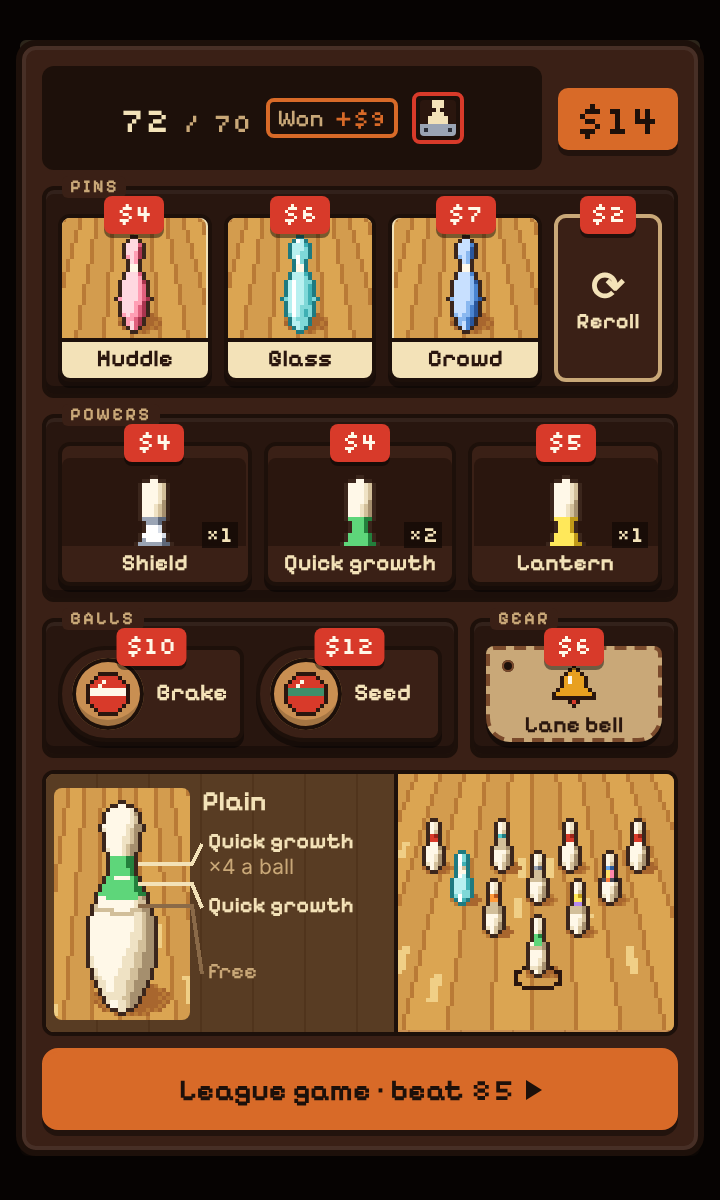 72 / 70 Won +$9 $14
PINS
$4 $6 $7 $2
Huddle Glass Crowd Reroll
POWERS
$4 $4 $5
×1 ×2 ×1
Shield Quick growth Lantern
BALLS GEAR
$10 $12 $6
Brake Seed Lane bell
Plain
Quick growth
×4 a ball
Quick growth
Free
League game · beat 85